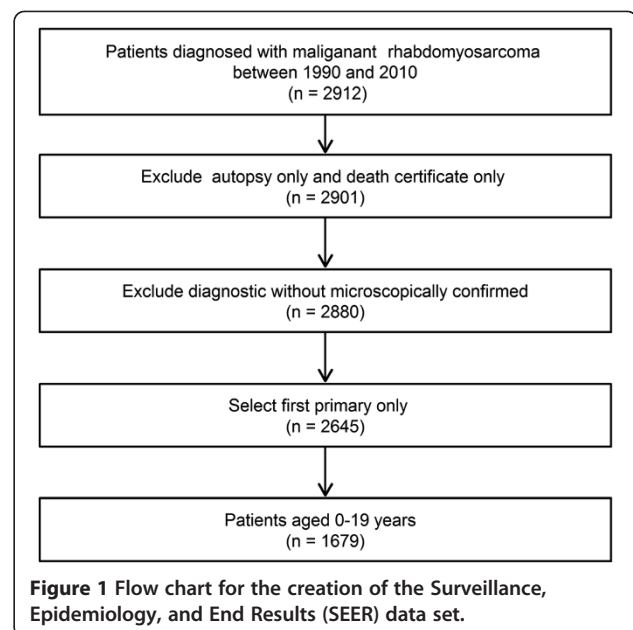 Patients diagnosed with maliganant rhabdomyosarcoma
between 1990 and 2010
(n = 2912)
Exclude autopsy only and death certificate only
(n = 2901)
Exclude diagnostic without microscopically confirmed
(n = 2880)
Select first primary only
(n = 2645)
Patients aged 0-19 years
(n = 1679)
Figure 1 Flow chart for the creation of the Surveillance,
Epidemiology, and End Results (SEER) data set.